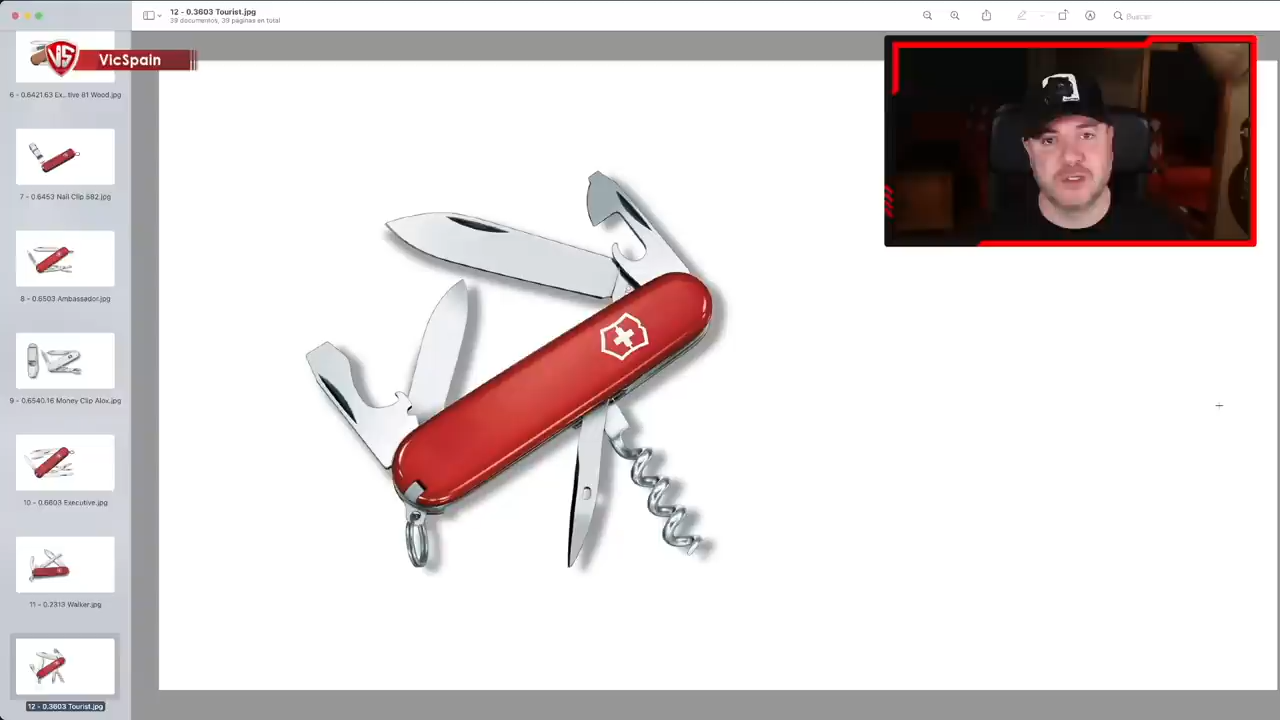 12 - 0.3603 Tourist.jpg
39 documentos, 39 páginas en total
Buscar
VS
VicSpain
6 - 0.6421.63 Ex...tive 81 Wood.jpg
7 - 0.6453 Nail Clip 582.jpg
8 - 0.6503 Ambassador.jpg
9 - 0.6540.16 Money Clip Alox.jpg
10 - 0.6603 Executive.jpg
11 - 0.2313 Walker.jpg
12 - 0.3603 Tourist.jpg